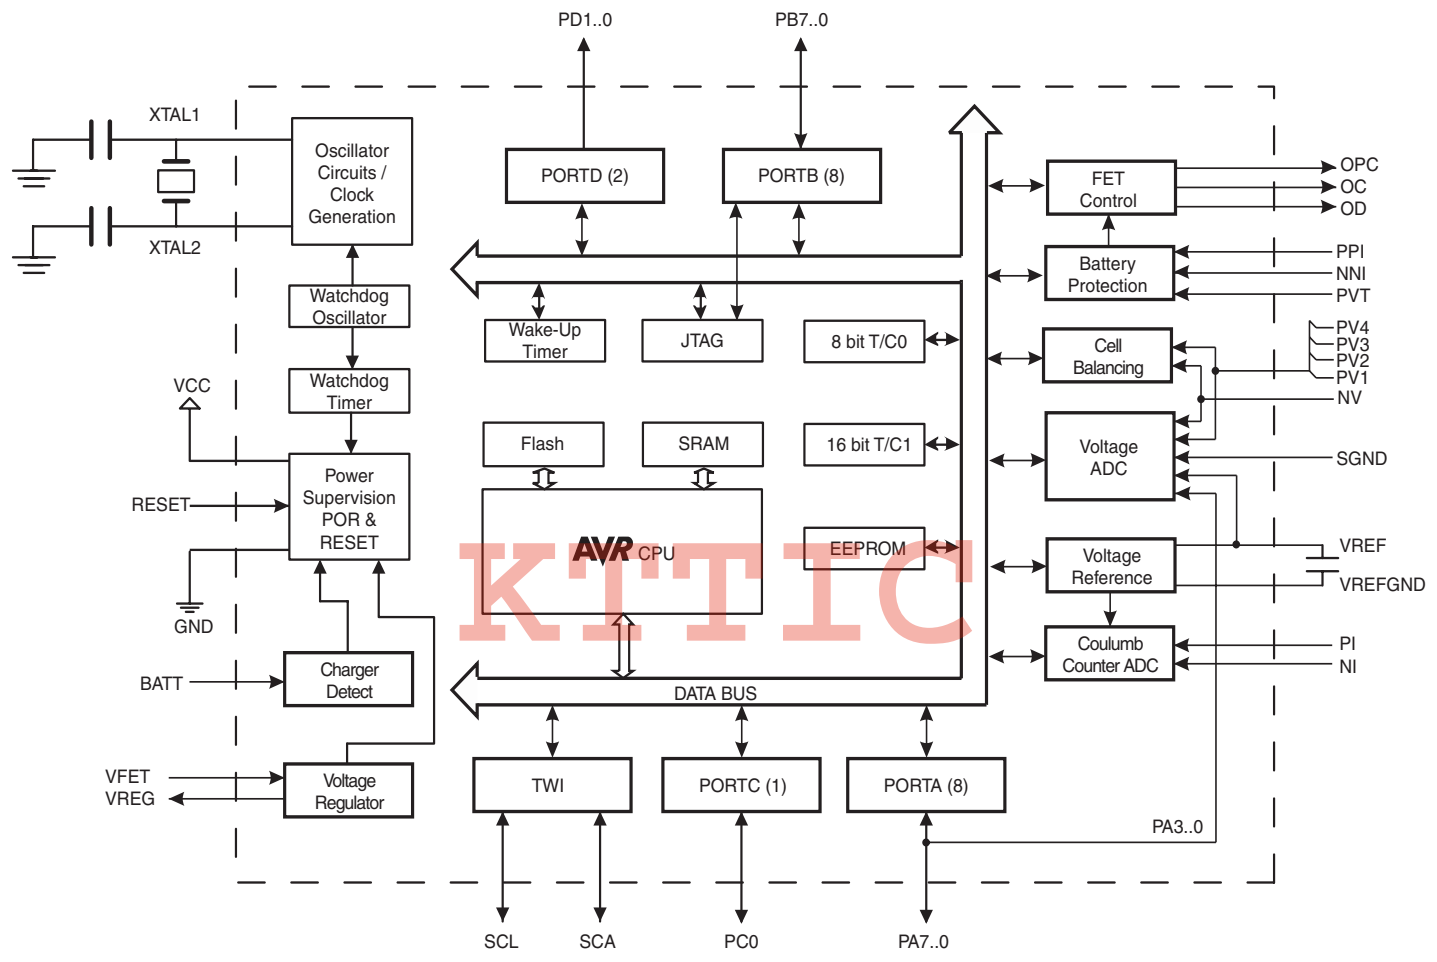 PD1..0
PB7..0
XTAL1
XTAL2
Oscillator
Circuits /
Clock
Generation
PORTD (2)
PORTB (8)
FET
Control
OPC
OC
OD
Battery
Protection
PPI
NNI
PVT
Watchdog
Oscillator
Wake-Up
Timer
JTAG
8 bit T/C0
Cell
Balancing
PV4
PV3
PV2
PV1
NV
Watchdog
Timer
VCC
Flash
SRAM
16 bit T/C1
Voltage
ADC
SGND
Power
Supervision
POR &
RESET
RESET
GND
AVR CPU
EEPROM
KTTIC
Voltage
Reference
VREF
VREFGND
Coulumb
Counter ADC
PI
NI
Charger
Detect
BATT
DATA BUS
Voltage
Regulator
VFET
VREG
TWI
PORTC (1)
PORTA (8)
PA3..0
SCL
SCA
PC0
PA7..0